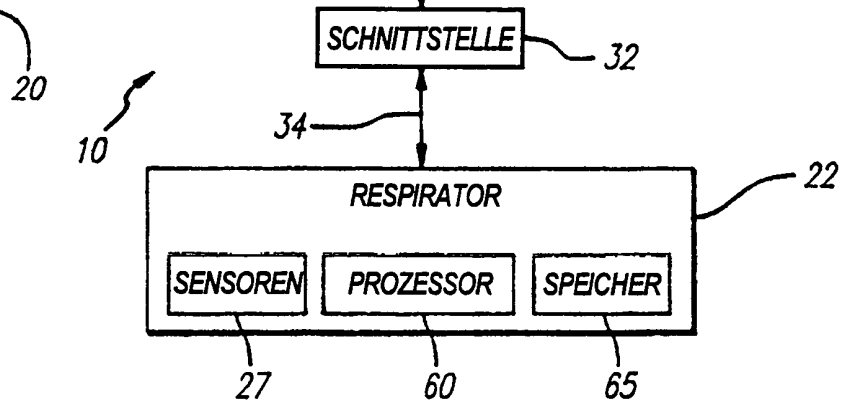 SCHNITTSTELLE
32
20
34
10
RESPIRATOR
22
SENSOREN
PROZESSOR
SPEICHER
27
60
65